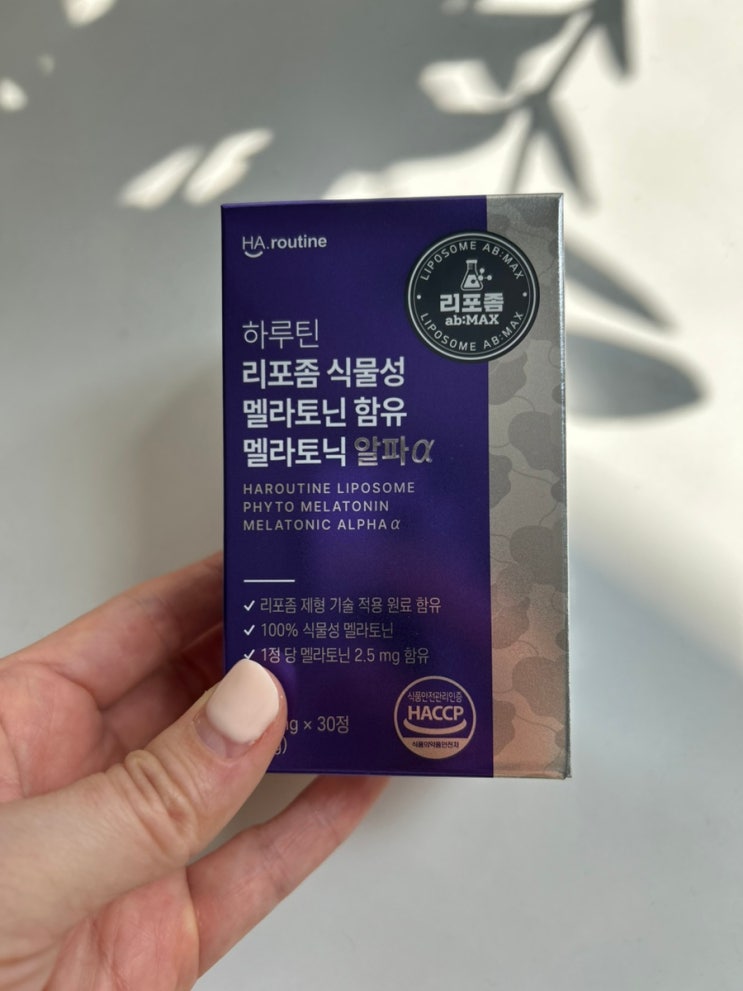 HA.routine
LIPOSOME AB:MAX
리포좀
ab:MAX
LIPOSOME AB:MAX
하루틴
리포좀 식물성
멜라토닌 함유
멜라토닉 알파α
HAROUTINE LIPOSOME
PHYTO MELATONIN
MELATONIC ALPHA α
✓ 리포좀 제형 기술 적용 원료 함유
✓ 100% 식물성 멜라토닌
✓ 1정 당 멜라토닌 2.5 mg 함유
× 30정
식품안전관리인증
HACCP
식품의약품안전처